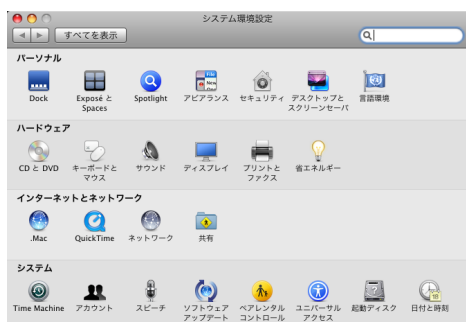 システム環境設定
すべてを表示
パーソナル
Dock
Exposé と
Spaces
Spotlight
アピアランス
セキュリティ
デスクトップと
スクリーンセーバ
言語環境
ハードウェア
CD と DVD
キーボードと
マウス
サウンド
ディスプレイ
プリントと
ファクス
省エネルギー
インターネットとネットワーク
.Mac
QuickTime
ネットワーク
共有
システム
Time Machine
アカウント
スピーチ
ソフトウェア
アップデート
ペアレンタル
コントロール
ユニバーサル
アクセス
起動ディスク
日付と時刻